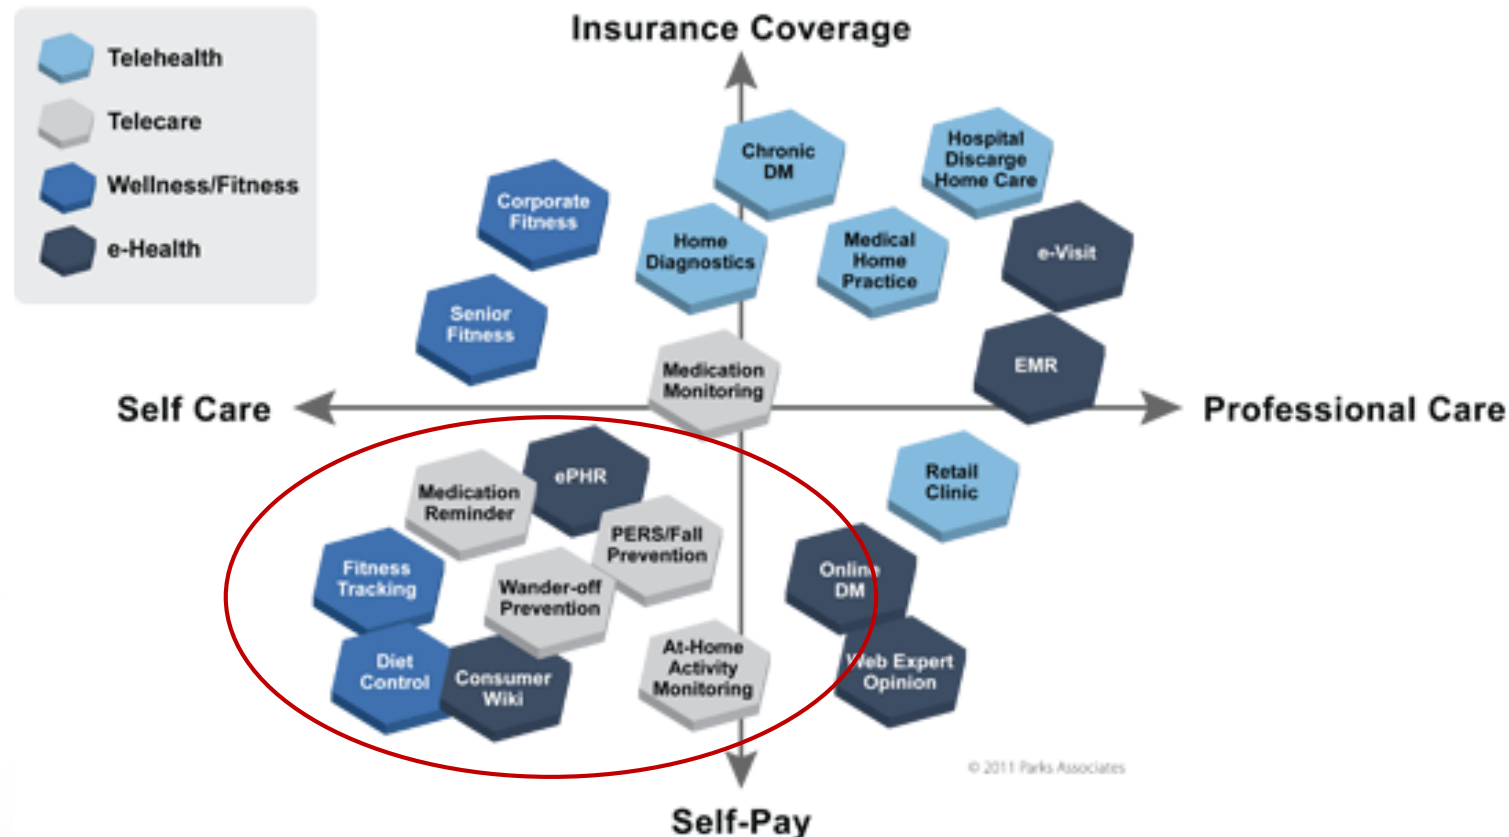 Insurance Coverage
Telehealth
Telecare
Wellness/Fitness
e-Health
Chronic
DM
Hospital
Discarge
Home Care
Corporate
Fitness
Home
Diagnostics
Medical
Home
Practice
e-Visit
Senior
Fitness
Medication
Monitoring
EMR
Self Care
Professional Care
Medication
Reminder
ePHR
Retail
Clinic
PERS/Fall
Prevention
Fitness
Tracking
Wander-off
Prevention
Online
DM
Diet
Control
Consumer
Wiki
At-Home
Activity
Monitoring
Web Expert
Opinion
© 2011 Parks Associates
Self-Pay